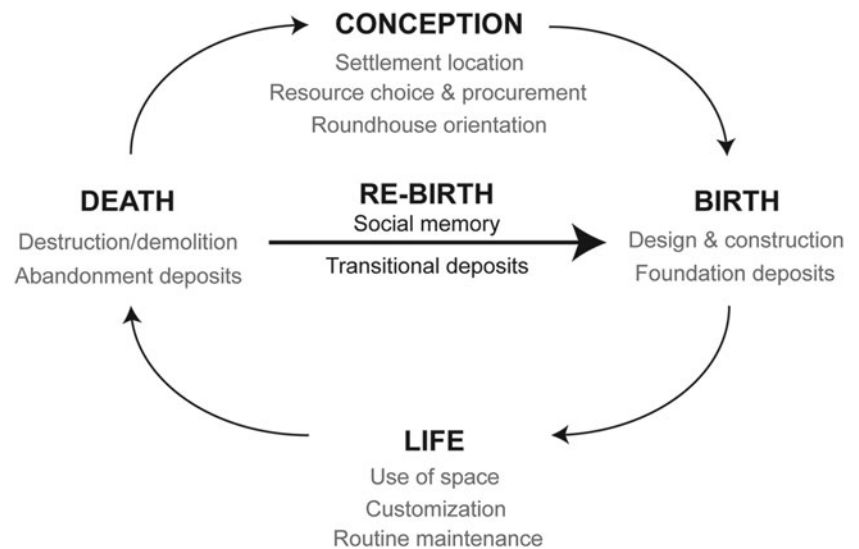 CONCEPTION
Settlement location
Resource choice & procurement
Roundhouse orientation
DEATH
Destruction/demolition
Abandonment deposits
RE-BIRTH
Social memory
Transitional deposits
BIRTH
Design & construction
Foundation deposits
LIFE
Use of space
Customization
Routine maintenance